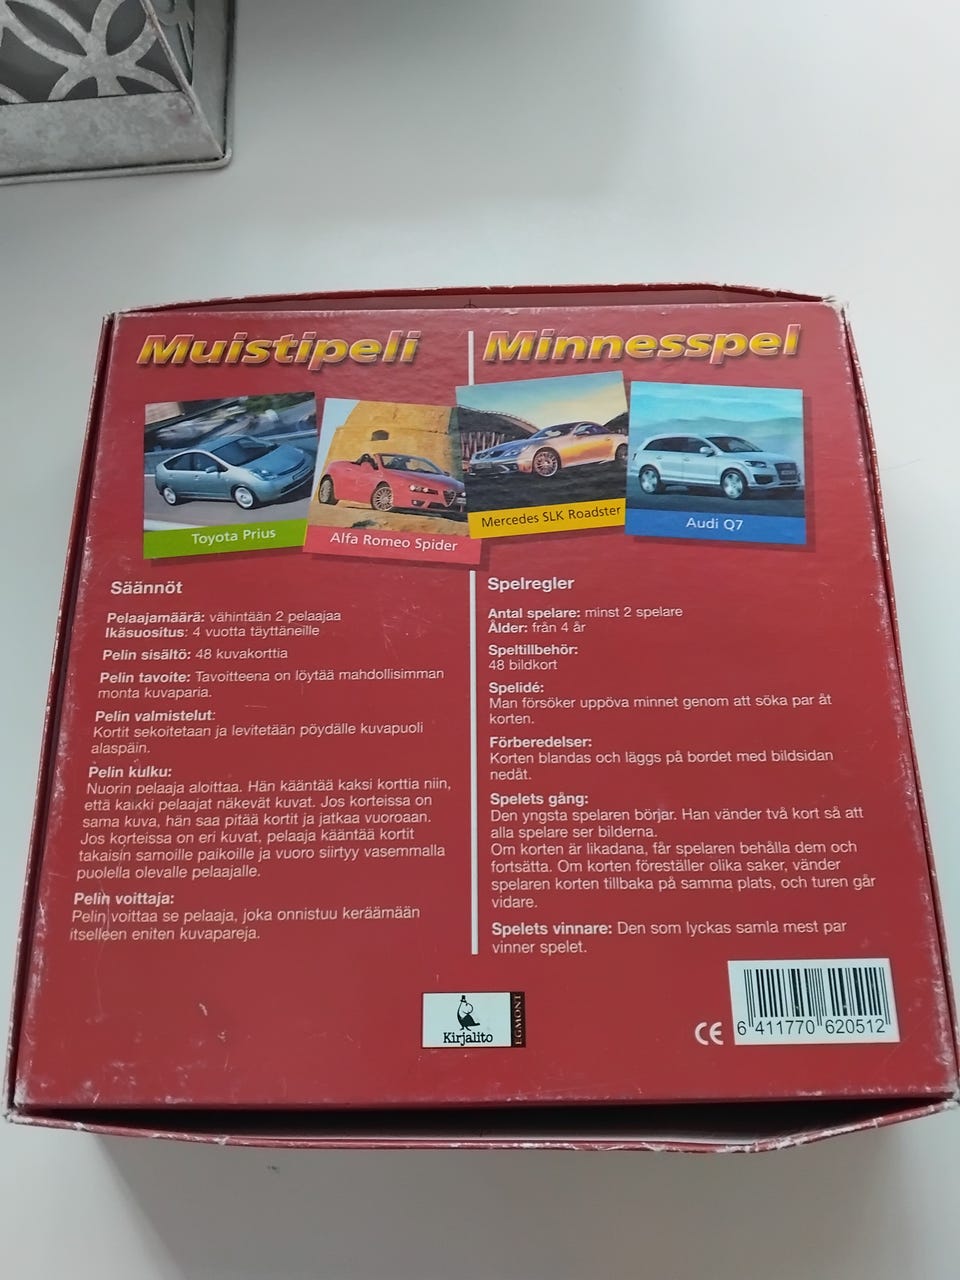 Muistipeli
Toyota Prius
Alfa Romeo Spider
Säännöt
Pelaajamäärä: vähintään 2 pelaajaa
Ikäsuositus: 4 vuotta täyttäneille
Pelin sisältö: 48 kuvakorttia
Pelin tavoite: Tavoitteena on löytää mahdollisimman
monta kuvaparia.
Pelin valmistelut:
Kortit sekoitetaan ja levitetään pöydälle kuvapuoli
alaspäin.
Pelin kulku:
Nuorin pelaaja aloittaa. Hän kääntää kaksi korttia niin,
että kaikki pelaajat näkevät kuvat. Jos korteissa on
sama kuva, hän saa pitää kortit ja jatkaa vuoroaan.
Jos korteissa on eri kuvat, pelaaja kääntää kortit
takaisin samoille paikoille ja vuoro siirtyy vasemmalla
puolella olevalle pelaajalle.
Pelin voittaja:
Pelin voittaa se pelaaja, joka onnistuu keräämään
itselleen eniten kuvapareja.
Minnesspel
Mercedes SLK Roadster
Audi Q7
Spelregler
Antal spelare: minst 2 spelare
Ålder: från 4 år
Speltillbehör:
48 bildkort
Spelidé:
Man försöker uppöva minnet genom att söka par åt
korten.
Förberedelser:
Korten blandas och läggs på bordet med bildsidan
nedåt.
Spelets gång:
Den yngsta spelaren börjar. Han vänder två kort så att
alla spelare ser bilderna.
Om korten är likadana, får spelaren behålla dem och
fortsätta. Om korten föreställer olika saker, vänder
spelaren korten tillbaka på samma plats, och turen går
vidare.
Spelets vinnare: Den som lyckas samla mest par
vinner spelet.
Kirjalito
EGMONT
CE
6 411770 620512